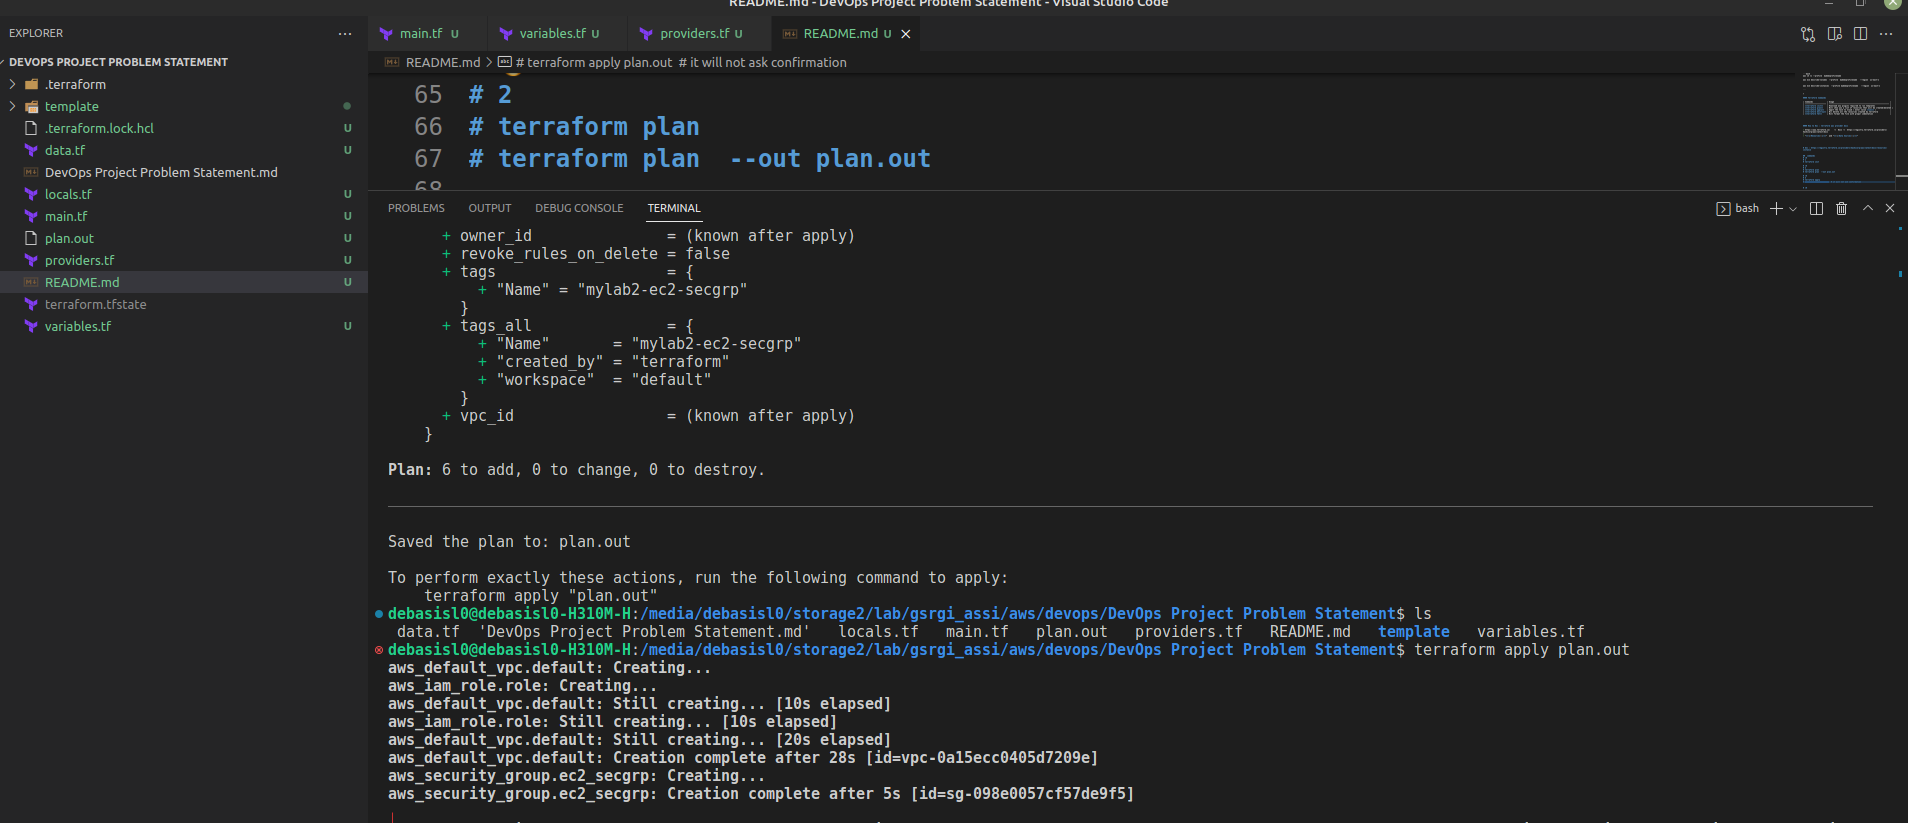 README.md - DevOps Project Problem Statement - Visual Studio Code
EXPLORER
main.tf U
variables.tf U
providers.tf U
README.md U
DEVOPS PROJECT PROBLEM STATEMENT
README.md > # terraform apply plan.out # it will not ask confirmation
.terraform
template
.terraform.lock.hcl U
data.tf U
DevOps Project Problem Statement.md
locals.tf U
main.tf U
plan.out U
providers.tf U
README.md U
terraform.tfstate
variables.tf U
65 # 2
66 # terraform plan
67 # terraform plan  --out plan.out
68
PROBLEMS OUTPUT DEBUG CONSOLE TERMINAL
bash
+ owner_id = (known after apply)
+ revoke_rules_on_delete = false
+ tags = {
+ "Name" = "mylab2-ec2-secgrp"
}
+ tags_all = {
+ "Name" = "mylab2-ec2-secgrp"
+ "created_by" = "terraform"
+ "workspace" = "default"
}
+ vpc_id = (known after apply)
}
Plan: 6 to add, 0 to change, 0 to destroy.
Saved the plan to: plan.out
To perform exactly these actions, run the following command to apply:
terraform apply "plan.out"
debasisl0@debasisl0-H310M-H:/media/debasisl0/storage2/lab/gsrgi_assi/aws/devops/DevOps Project Problem Statement$ ls
data.tf 'DevOps Project Problem Statement.md' locals.tf main.tf plan.out providers.tf README.md template variables.tf
debasisl0@debasisl0-H310M-H:/media/debasisl0/storage2/lab/gsrgi_assi/aws/devops/DevOps Project Problem Statement$ terraform apply plan.out
aws_default_vpc.default: Creating...
aws_iam_role.role: Creating...
aws_default_vpc.default: Still creating... [10s elapsed]
aws_iam_role.role: Still creating... [10s elapsed]
aws_default_vpc.default: Still creating... [20s elapsed]
aws_default_vpc.default: Creation complete after 28s [id=vpc-0a15ecc0405d7209e]
aws_security_group.ec2_secgrp: Creating...
aws_security_group.ec2_secgrp: Creation complete after 5s [id=sg-098e0057cf57de9f5]